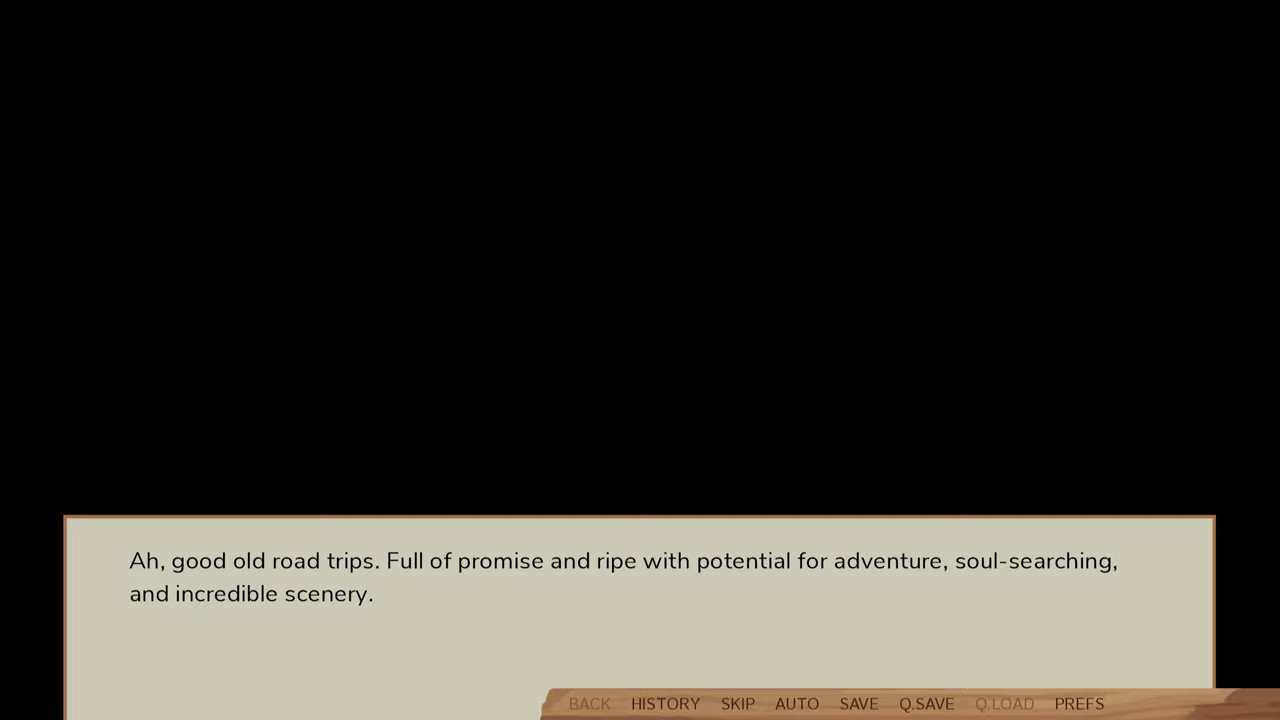 Ah, good old road trips. Full of promise and ripe with potential for adventure, soul-searching,
and incredible scenery.
BACK HISTORY SKIP AUTO SAVE Q.SAVE Q.LOAD PREFS